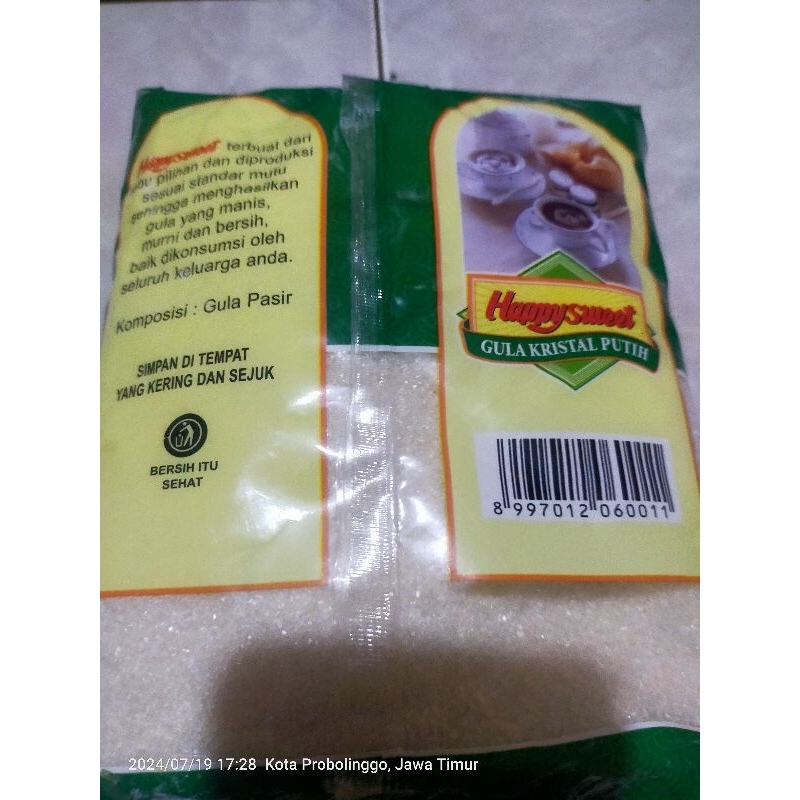 Happysweet terbuat dari
tebu pilihan dan diproduksi
sesuai standar mutu
sehingga menghasilkan
gula yang manis,
murni dan bersih,
baik dikonsumsi oleh
seluruh keluarga anda.
Komposisi : Gula Pasir
SIMPAN DI TEMPAT
YANG KERING DAN SEJUK
BERSIH ITU
SEHAT
Happysweet
GULA KRISTAL PUTIH
8 997012 060011
2024/07/19 17:28 Kota Probolinggo, Jawa Timur